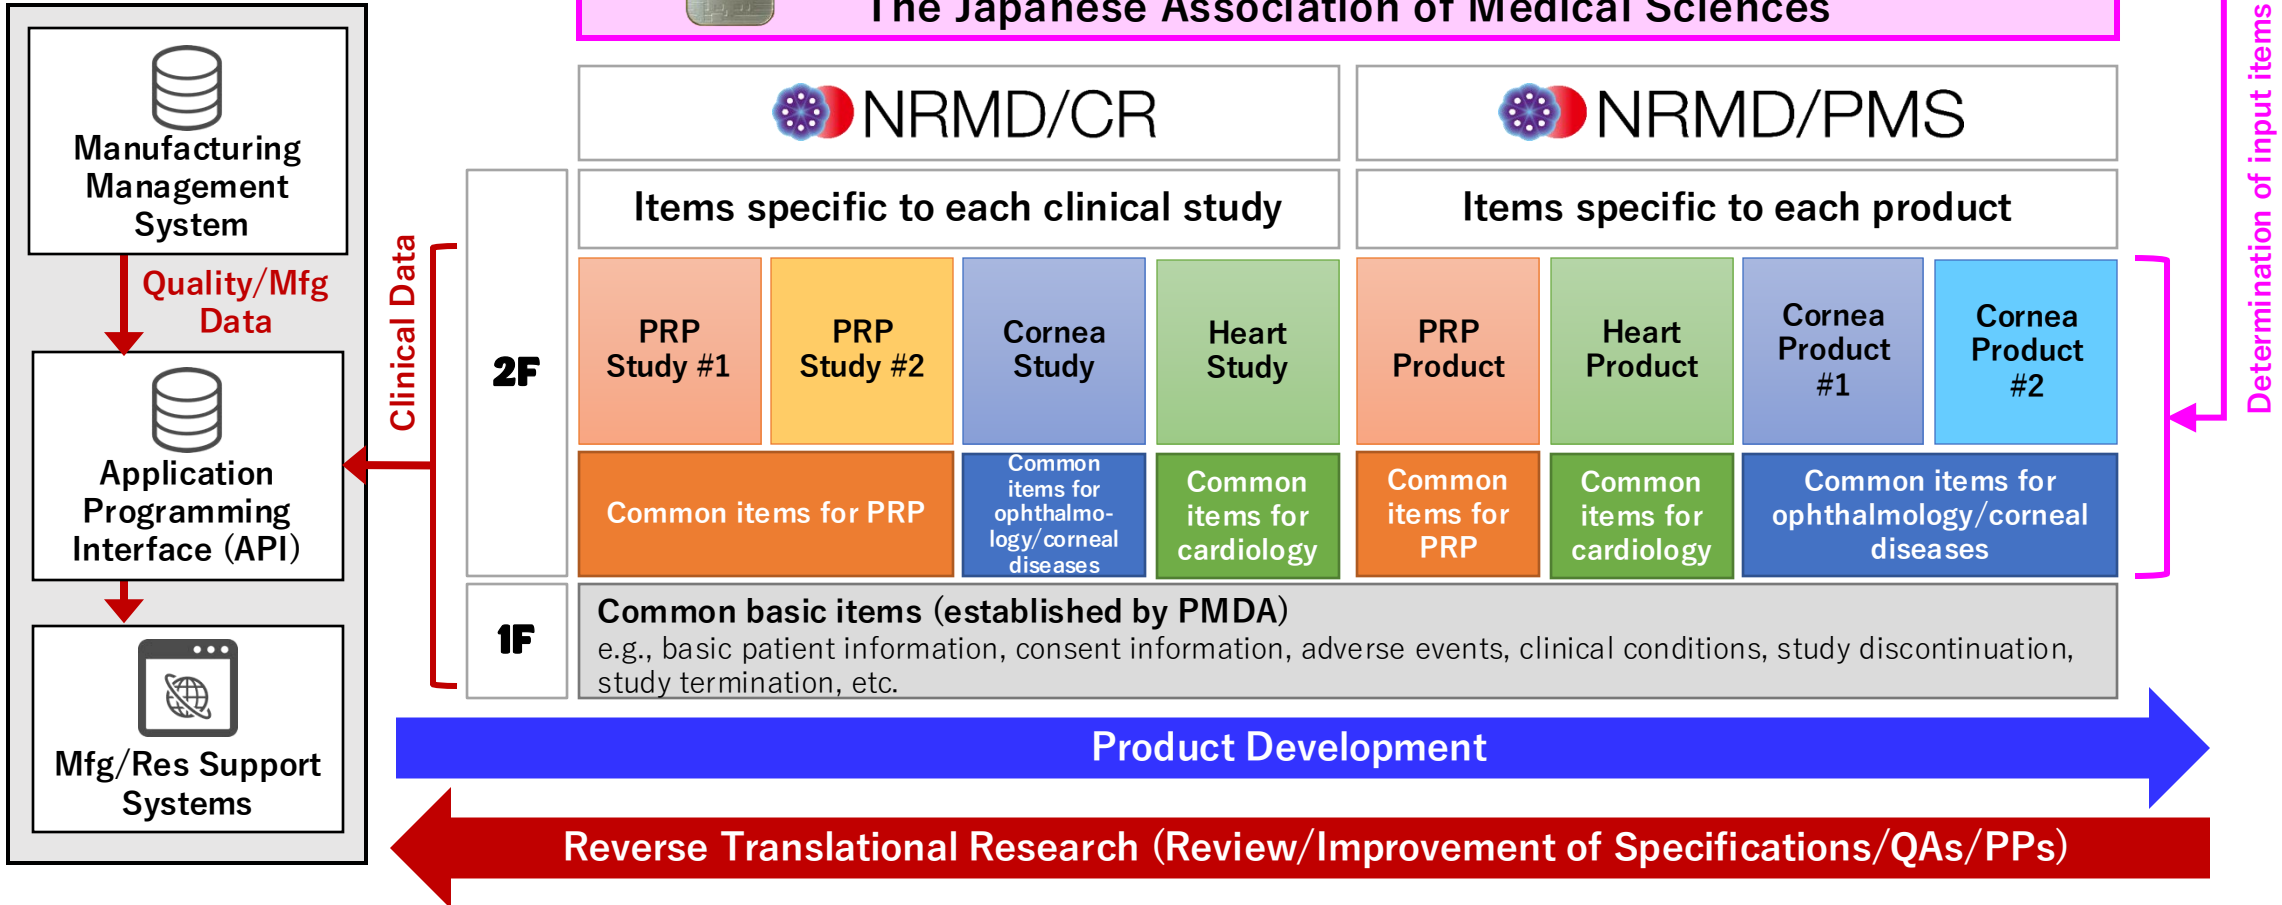 The Japanese Association of Medical Sciences
Manufacturing
Management
System
Quality/Mfg
Data
Application
Programming
Interface (API)
Mfg/Res Support
Systems
Clinical Data
NRMD/CR
NRMD/PMS
2F
Items specific to each clinical study
Items specific to each product
PRP
Study #1
PRP
Study #2
Cornea
Study
Heart
Study
PRP
Product
Heart
Product
Cornea
Product
#1
Cornea
Product
#2
Common items for PRP
Common
items for
ophthalmo-
logy/corneal
diseases
Common
items for
cardiology
Common
items for
PRP
Common
items for
cardiology
Common items for
ophthalmology/corneal
diseases
1F
Common basic items (established by PMDA)
e.g., basic patient information, consent information, adverse events, clinical conditions, study discontinuation,
study termination, etc.
Determination of input items
Product Development
Reverse Translational Research (Review/Improvement of Specifications/QAs/PPs)